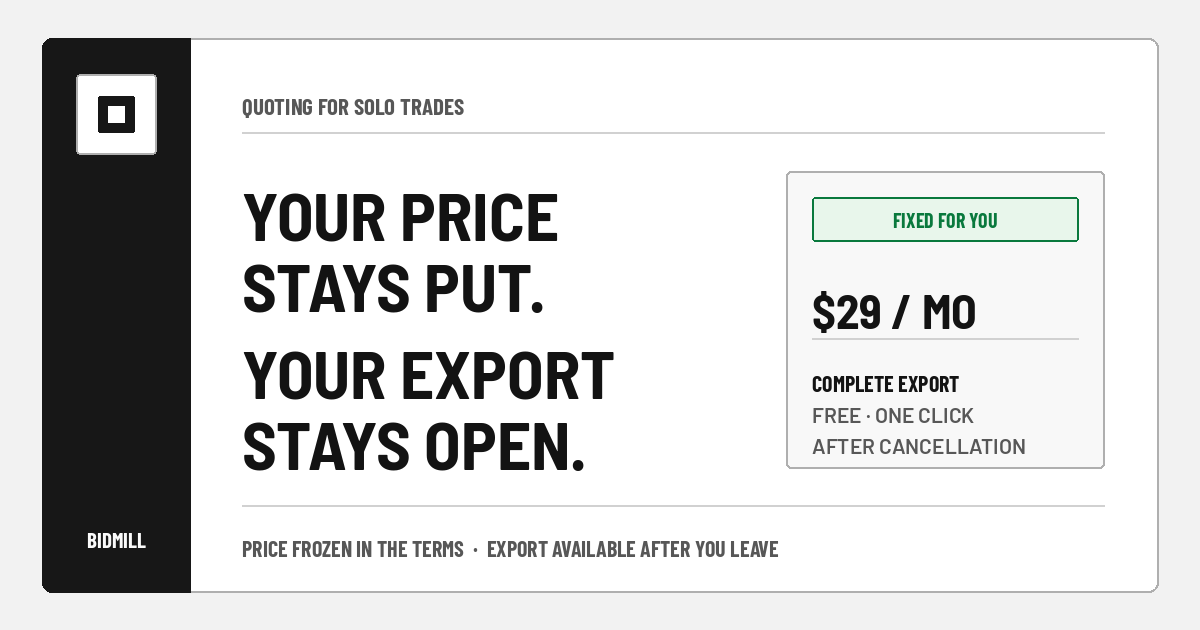 QUOTING FOR SOLO TRADES
YOUR PRICE
STAYS PUT.
YOUR EXPORT
STAYS OPEN.
FIXED FOR YOU
$29 / MO
COMPLETE EXPORT
FREE · ONE CLICK
AFTER CANCELLATION
BIDMILL
PRICE FROZEN IN THE TERMS · EXPORT AVAILABLE AFTER YOU LEAVE